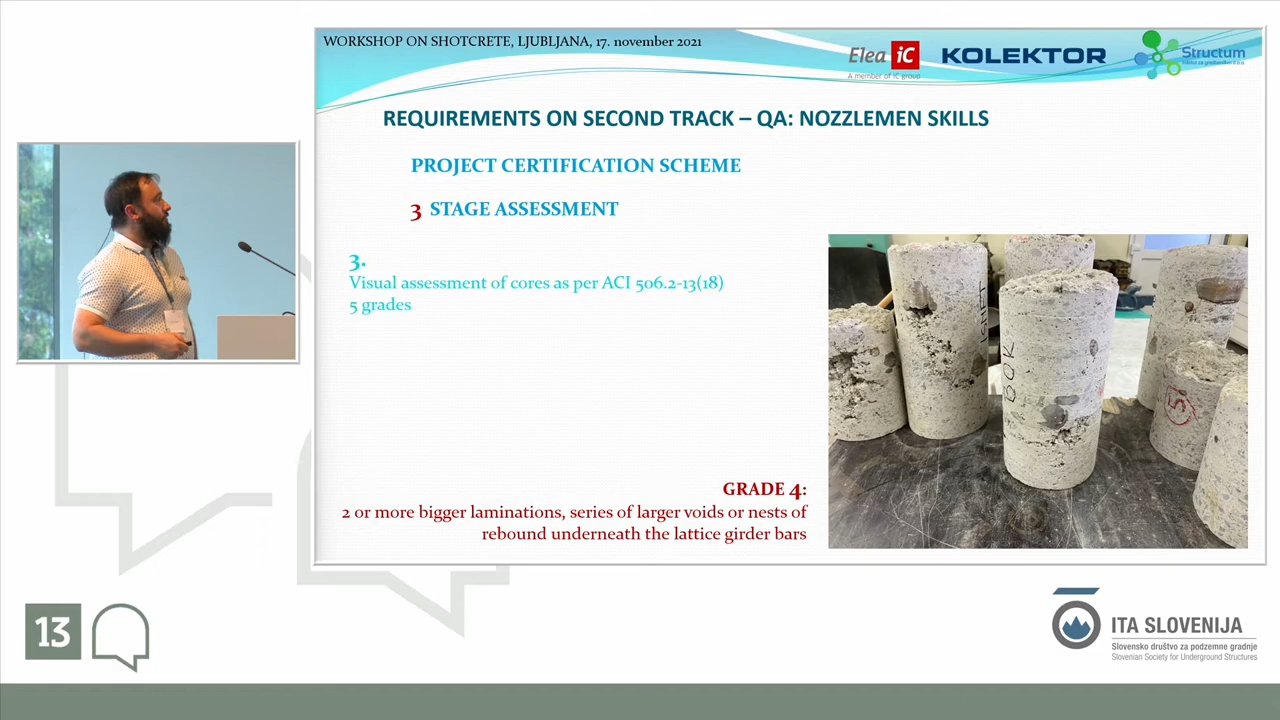 WORKSHOP ON SHOTCRETE, LJUBLJANA, 17. november 2021
Elea iC
A member of iC group
KOLEKTOR
Structum
REQUIREMENTS ON SECOND TRACK – QA: NOZZLEMEN SKILLS
PROJECT CERTIFICATION SCHEME
3 STAGE ASSESSMENT
3.
Visual assessment of cores as per ACI 506.2-13(18)
5 grades
GRADE 4:
2 or more bigger laminations, series of larger voids or nests of
rebound underneath the lattice girder bars
BOK
5
13
ITA SLOVENIJA
Slovensko društvo za podzemne gradnje
Slovenian Society for Underground Structures